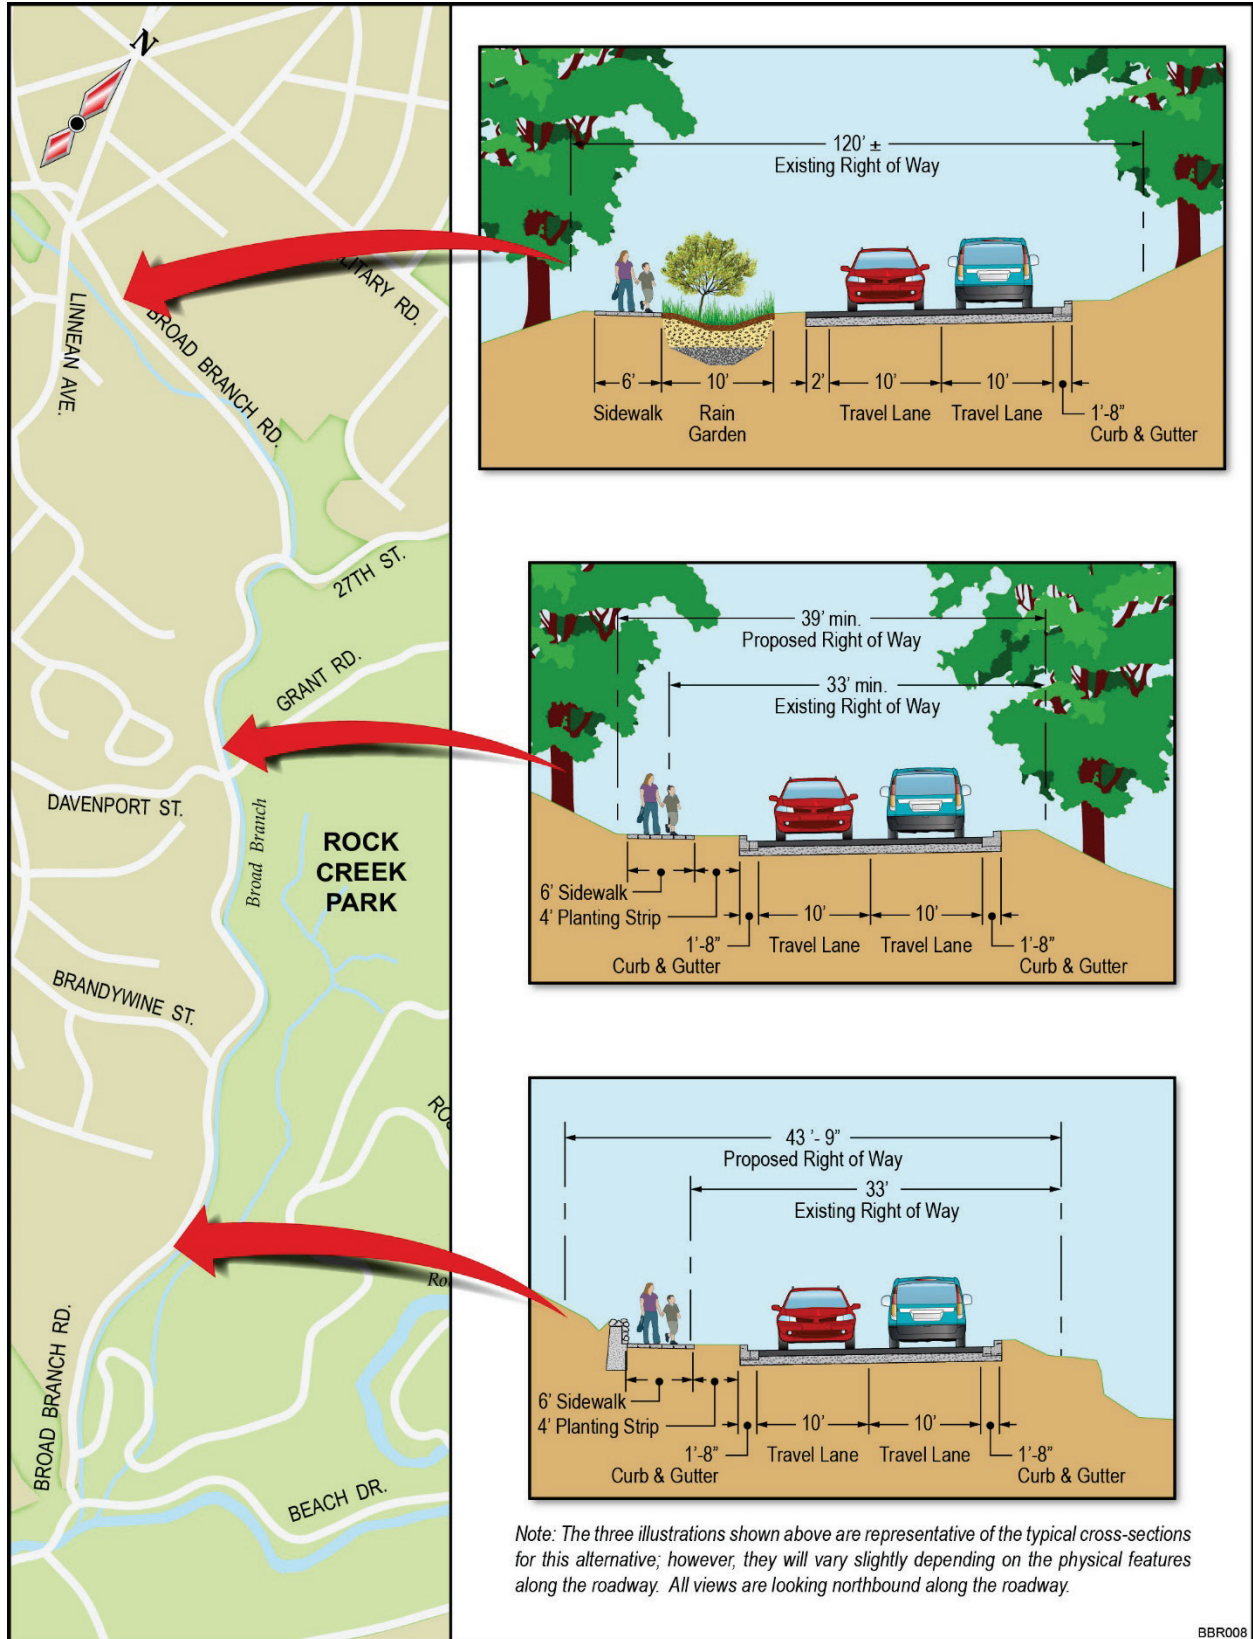 N
LINNEAN AVE.
BROAD BRANCH RD.
ILITARY RD.
27TH ST.
GRANT RD.
DAVENPORT ST.
Broad Branch
ROCK
CREEK
PARK
BRANDYWINE ST.
BROAD BRANCH RD.
BEACH DR.
120' ±
Existing Right of Way
6' 10' 2' 10' 10'
Sidewalk Rain Travel Lane Travel Lane 1'-8"
Garden Curb & Gutter
39' min.
Proposed Right of Way
33' min.
Existing Right of Way
6' Sidewalk
4' Planting Strip 10' 10'
1'-8" Travel Lane Travel Lane 1'-8"
Curb & Gutter Curb & Gutter
43 '- 9"
Proposed Right of Way
33'
Existing Right of Way
6' Sidewalk
4' Planting Strip 10' 10'
1'-8" Travel Lane Travel Lane 1'-8"
Curb & Gutter Curb & Gutter
Note: The three illustrations shown above are representative of the typical cross-sections
for this alternative; however, they will vary slightly depending on the physical features
along the roadway. All views are looking northbound along the roadway.
BBR008